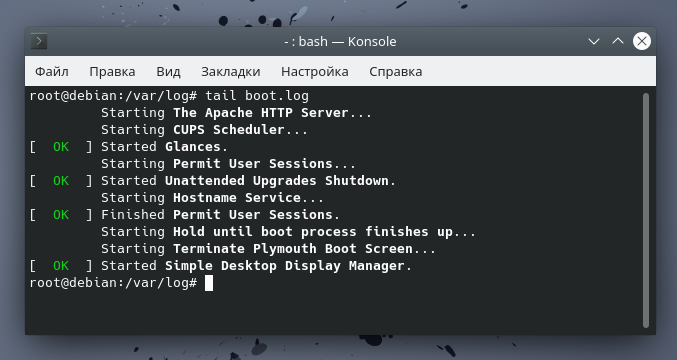 - : bash — Konsole
Файл Правка Вид Закладки Настройка Справка
root@debian:/var/log# tail boot.log
Starting The Apache HTTP Server...
Starting CUPS Scheduler...
[ OK ] Started Glances.
Starting Permit User Sessions...
[ OK ] Started Unattended Upgrades Shutdown.
Starting Hostname Service...
[ OK ] Finished Permit User Sessions.
Starting Hold until boot process finishes up...
Starting Terminate Plymouth Boot Screen...
[ OK ] Started Simple Desktop Display Manager.
root@debian:/var/log#